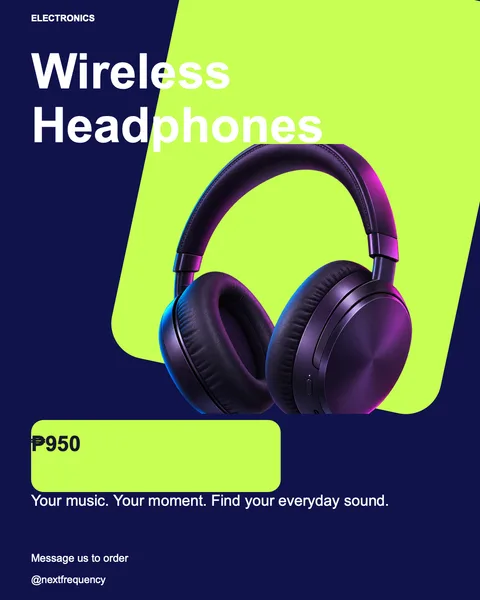 ELECTRONICS
Wireless
Headphones
₱950
Your music. Your moment. Find your everyday sound.
Message us to order
@nextfrequency